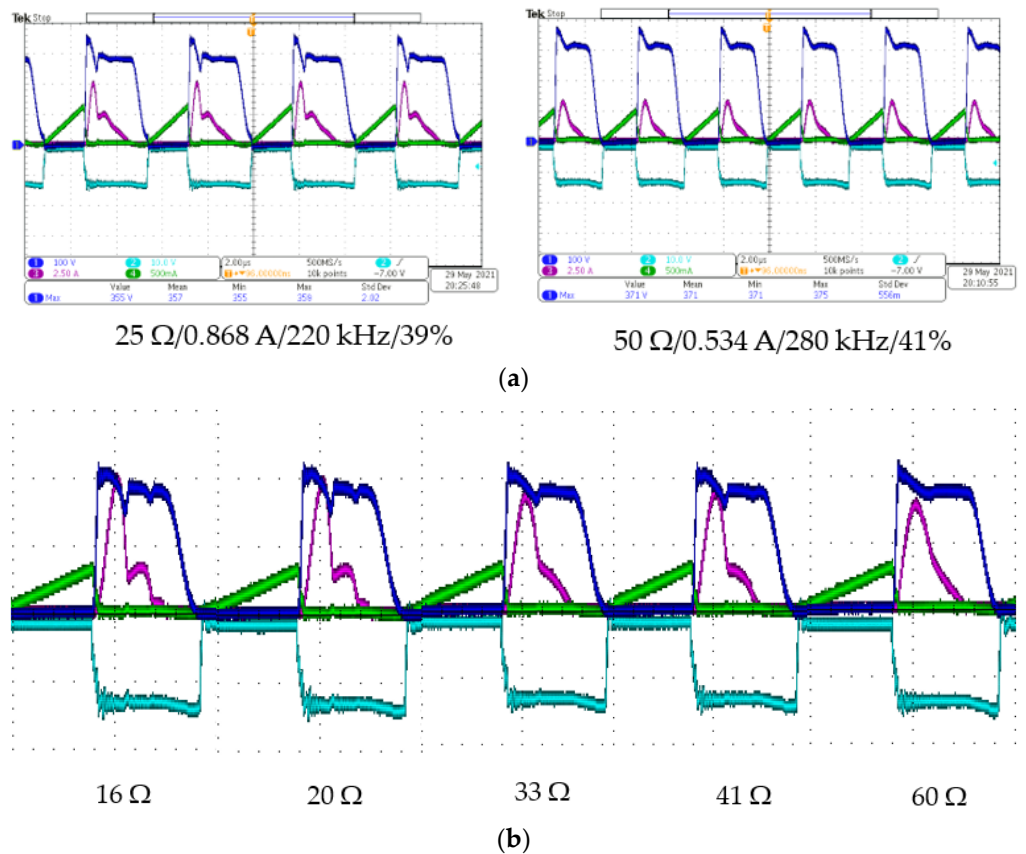 Tek Stop
1 100 V 2 10.0 V
3 2.50 A 4 500mA
2.00μs 500MS/s 2
10k points -7.00 V
Value Mean Min Max Std Dev
1 Max 355 V 357 355 359 2.02
29 May 2021
20:25:48
25 Ω/0.868 A/220 kHz/39%
Tek Stop
1 100 V 2 10.0 V
3 2.50 A 4 500mA
2.00μs 500MS/s 2
10k points -7.00 V
Value Mean Min Max Std Dev
1 Max 371 V 371 371 375 556m
29 May 2021
20:10:55
50 Ω/0.534 A/280 kHz/41%
(a)
16 Ω 20 Ω 33 Ω 41 Ω 60 Ω
(b)